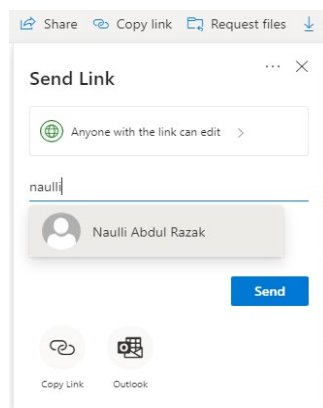 Share Copy link Request files
Send Link
Anyone with the link can edit
naulli
Naulli Abdul Razak
Send
Copy Link Outlook